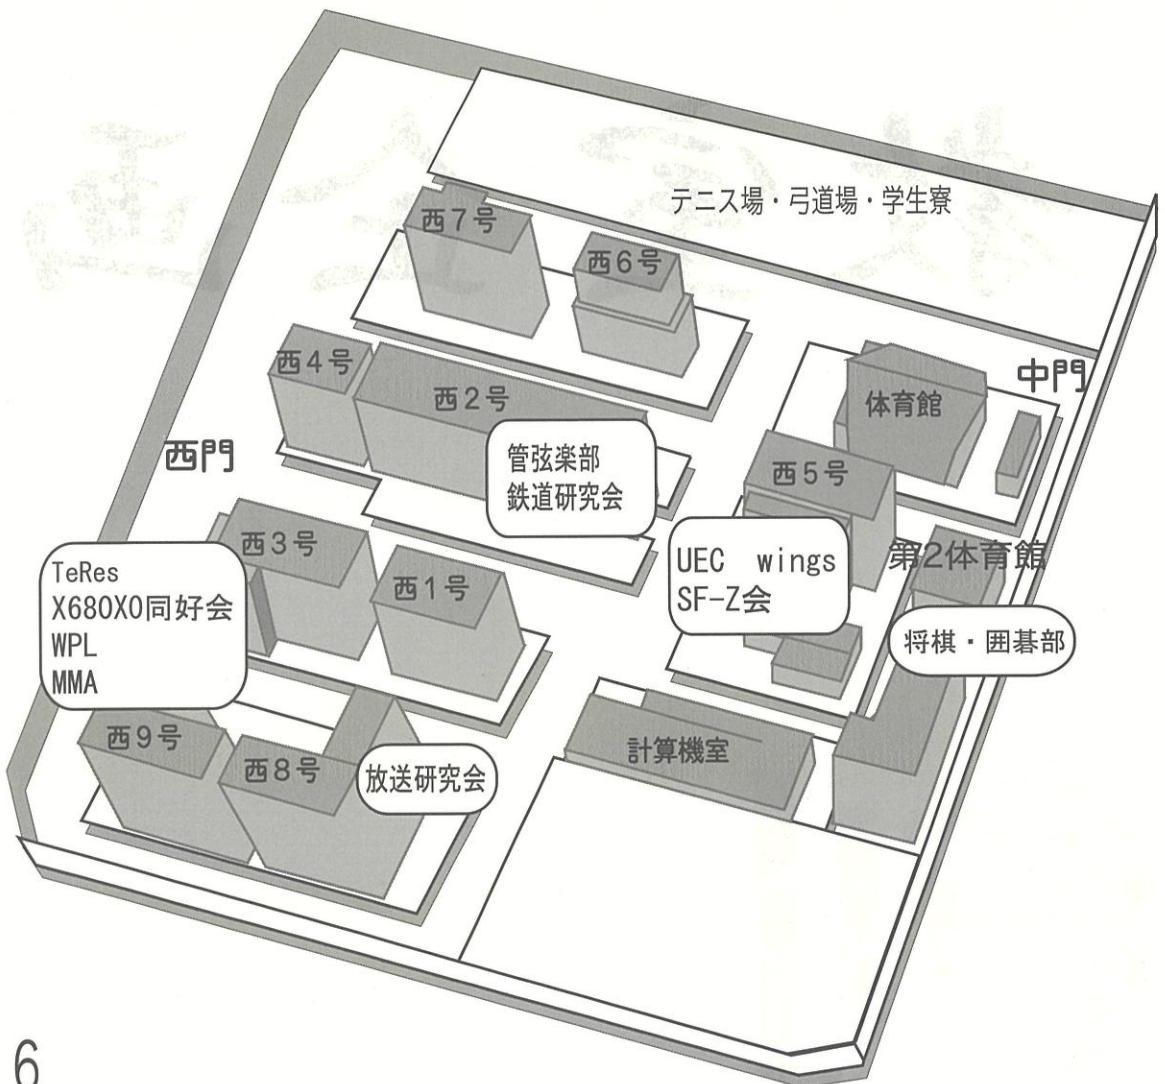 テニス場・弓道場・学生寮
西7号
西6号
西4号
西2号
体育館
中門
西門
管弦楽部
鉄道研究会
西5号
西3号
西1号
UEC wings
SF-Z会
第2体育館
TeRes
X680X0同好会
WPL
MMA
将棋・囲碁部
西9号
西8号
放送研究会
計算機室
6